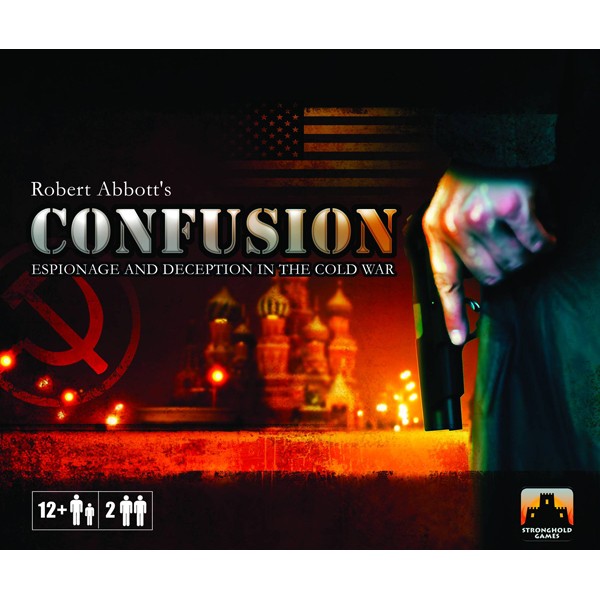 Robert Abbott's
CONFUSION
ESPIONAGE AND DECEPTION IN THE COLD WAR
12+ 2
STRONGHOLD
GAMES